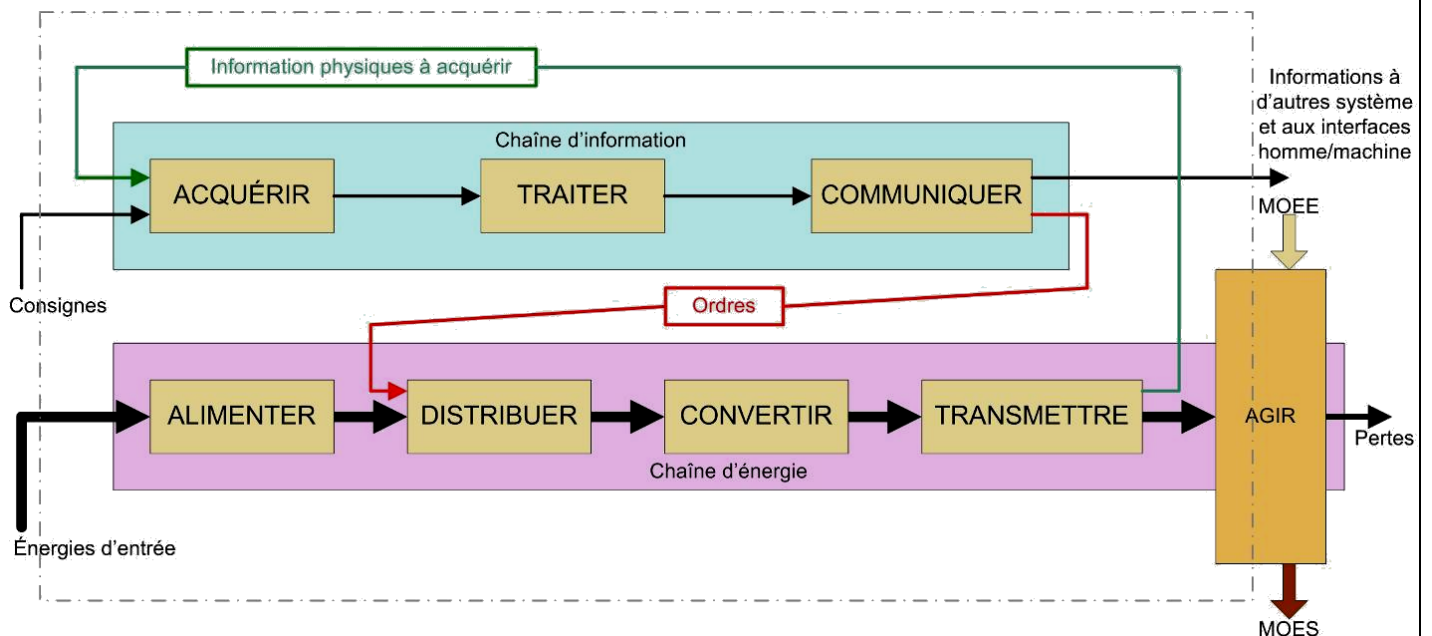 Information physiques à acquérir
Informations à
d'autres système
et aux interfaces
homme/machine
Chaîne d'information
ACQUÉRIR
TRAITER
COMMUNIQUER
MOEE
Consignes
Ordres
ALIMENTER
DISTRIBUER
CONVERTIR
TRANSMETTRE
AGIR
Pertes
Chaîne d'énergie
Énergies d'entrée
MOES